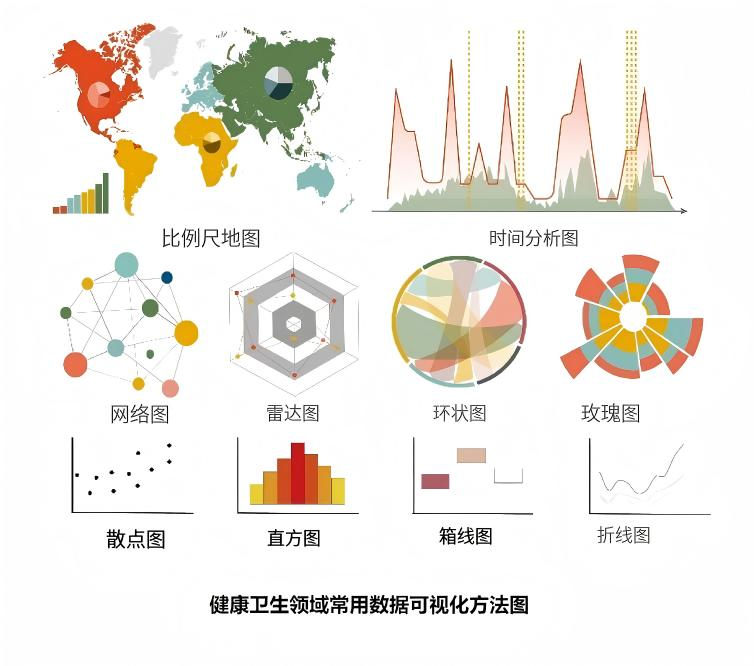 比例尺地图
时间分析图
网络图
雷达图
环状图
玫瑰图
散点图
直方图
箱线图
折线图
健康卫生领域常用数据可视化方法图